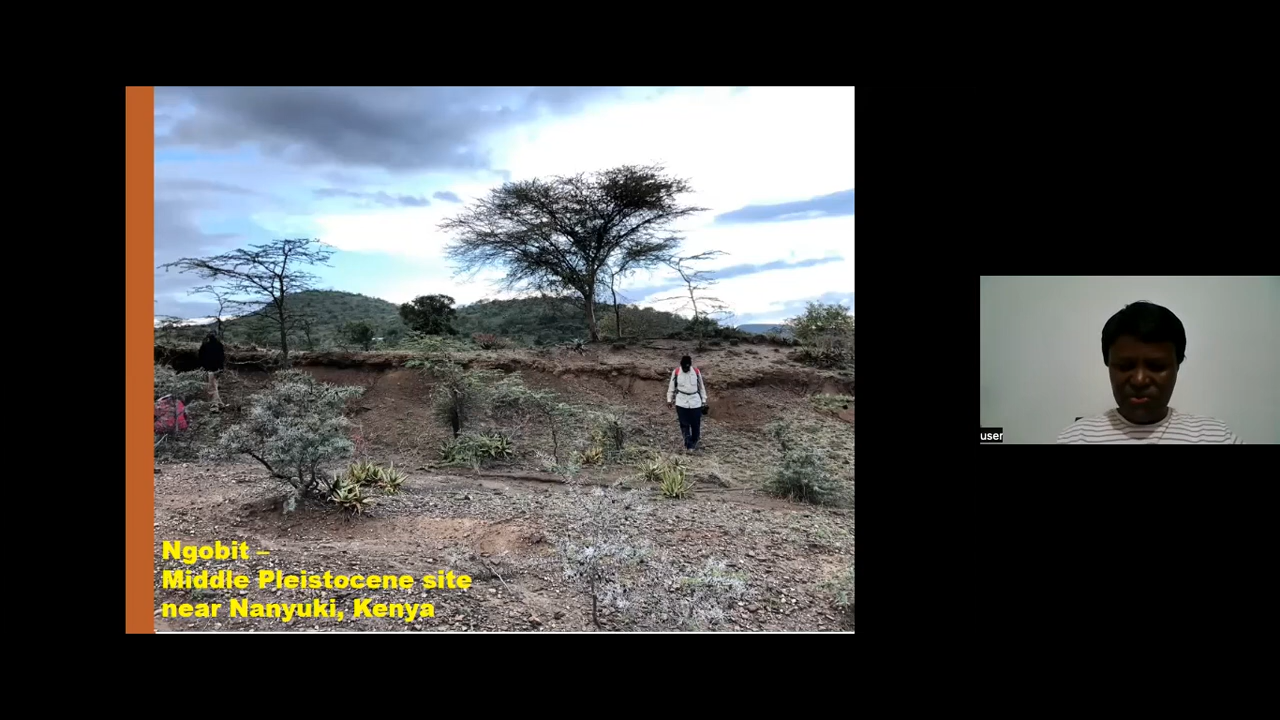 Ngobit –
Middle Pleistocene site
near Nanyuki, Kenya
user